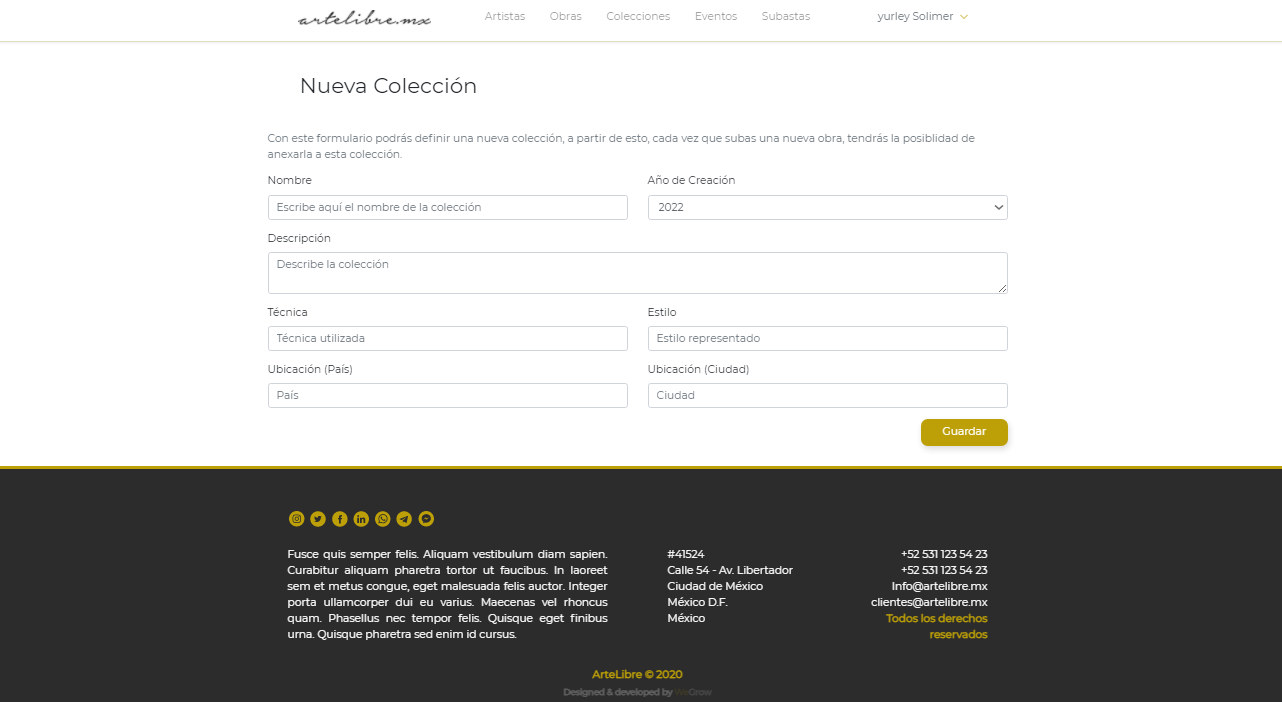 artelibre.mx
Artistas Obras Colecciones Eventos Subastas yurley Solimer
Nueva Colección
Con este formulario podrás definir una nueva colección, a partir de esto, cada vez que subas una nueva obra, tendrás la posiblidad de
anexarla a esta colección.
Nombre Año de Creación
Escribe aquí el nombre de la colección 2022
Descripción
Describe la colección
Técnica Estilo
Técnica utilizada Estilo representado
Ubicación (País) Ubicación (Ciudad)
País Ciudad
Guardar
Fusce quis semper felis. Aliquam vestibulum diam sapien.
Curabitur aliquam pharetra tortor ut faucibus. In laoreet
sem et metus congue, eget malesuada felis auctor. Integer
porta ullamcorper dui eu varius. Maecenas vel rhoncus
quam. Phasellus nec tempor felis. Quisque eget finibus
urna. Quisque pharetra sed enim id cursus.
#41524
Calle 54 - Av. Libertador
Ciudad de México
México D.F.
México
+52 531 123 54 23
+52 531 123 54 23
Info@artelibre.mx
clientes@artelibre.mx
Todos los derechos
reservados
ArteLibre © 2020
Designed & developed by WeGrow